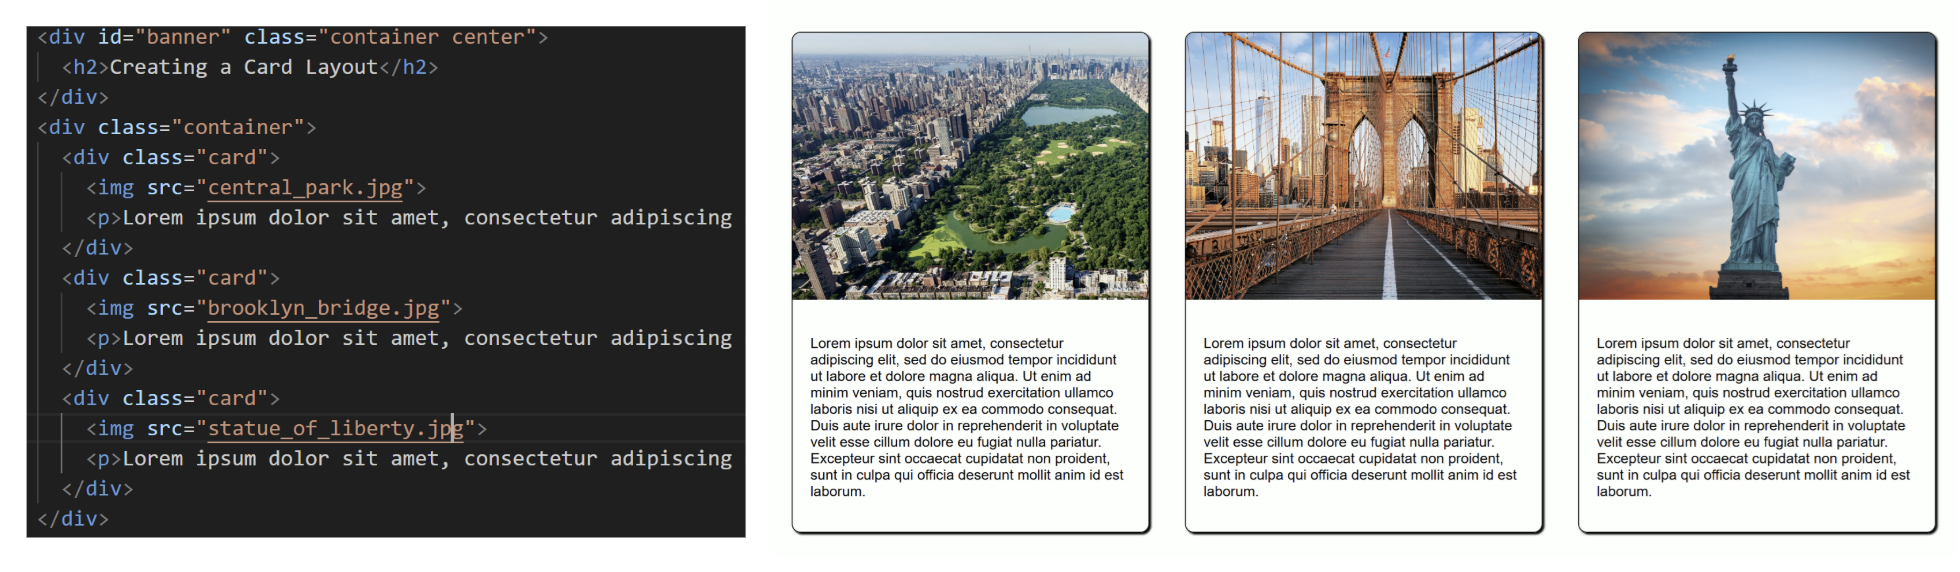 <div id="banner" class="container center">
<h2>Creating a Card Layout</h2>
</div>
<div class="container">
<div class="card">
<img src="central_park.jpg">
<p>Lorem ipsum dolor sit amet, consectetur adipiscing
</div>
<div class="card">
<img src="brooklyn_bridge.jpg">
<p>Lorem ipsum dolor sit amet, consectetur adipiscing
</div>
<div class="card">
<img src="statue_of_liberty.jpg">
<p>Lorem ipsum dolor sit amet, consectetur adipiscing
</div>
</div>
Lorem ipsum dolor sit amet, consectetur
adipiscing elit, sed do eiusmod tempor incididunt
ut labore et dolore magna aliqua. Ut enim ad
minim veniam, quis nostrud exercitation ullamco
laboris nisi ut aliquip ex ea commodo consequat.
Duis aute irure dolor in reprehenderit in voluptate
velit esse cillum dolore eu fugiat nulla pariatur.
Excepteur sint occaecat cupidatat non proident,
sunt in culpa qui officia deserunt mollit anim id est
laborum.
Lorem ipsum dolor sit amet, consectetur
adipiscing elit, sed do eiusmod tempor incididunt
ut labore et dolore magna aliqua. Ut enim ad
minim veniam, quis nostrud exercitation ullamco
laboris nisi ut aliquip ex ea commodo consequat.
Duis aute irure dolor in reprehenderit in voluptate
velit esse cillum dolore eu fugiat nulla pariatur.
Excepteur sint occaecat cupidatat non proident,
sunt in culpa qui officia deserunt mollit anim id est
laborum.
Lorem ipsum dolor sit amet, consectetur
adipiscing elit, sed do eiusmod tempor incididunt
ut labore et dolore magna aliqua. Ut enim ad
minim veniam, quis nostrud exercitation ullamco
laboris nisi ut aliquip ex ea commodo consequat.
Duis aute irure dolor in reprehenderit in voluptate
velit esse cillum dolore eu fugiat nulla pariatur.
Excepteur sint occaecat cupidatat non proident,
sunt in culpa qui officia deserunt mollit anim id est
laborum.